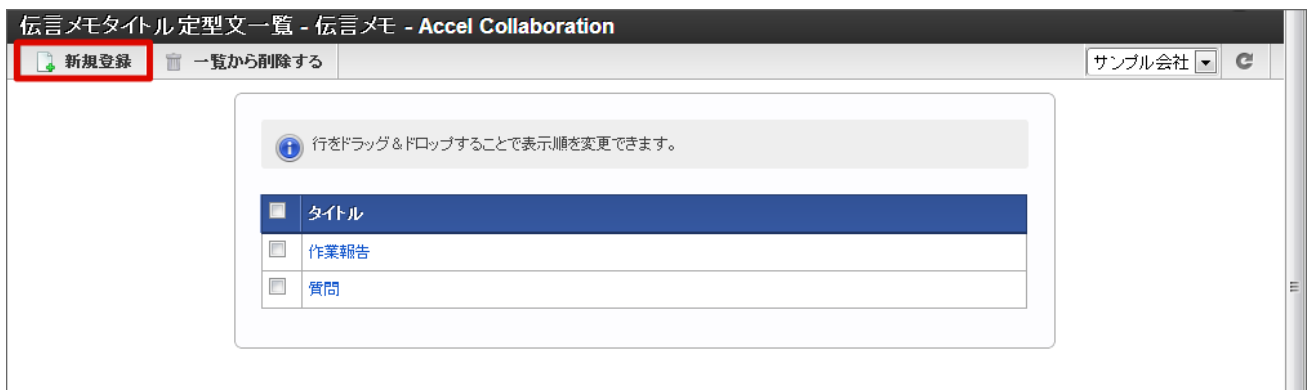 伝言メモタイトル定型文一覧 - 伝言メモ - Accel Collaboration
新規登録 一覧から削除する サンプル会社
行をドラッグ&ドロップすることで表示順を変更できます。
タイトル
作業報告
質問